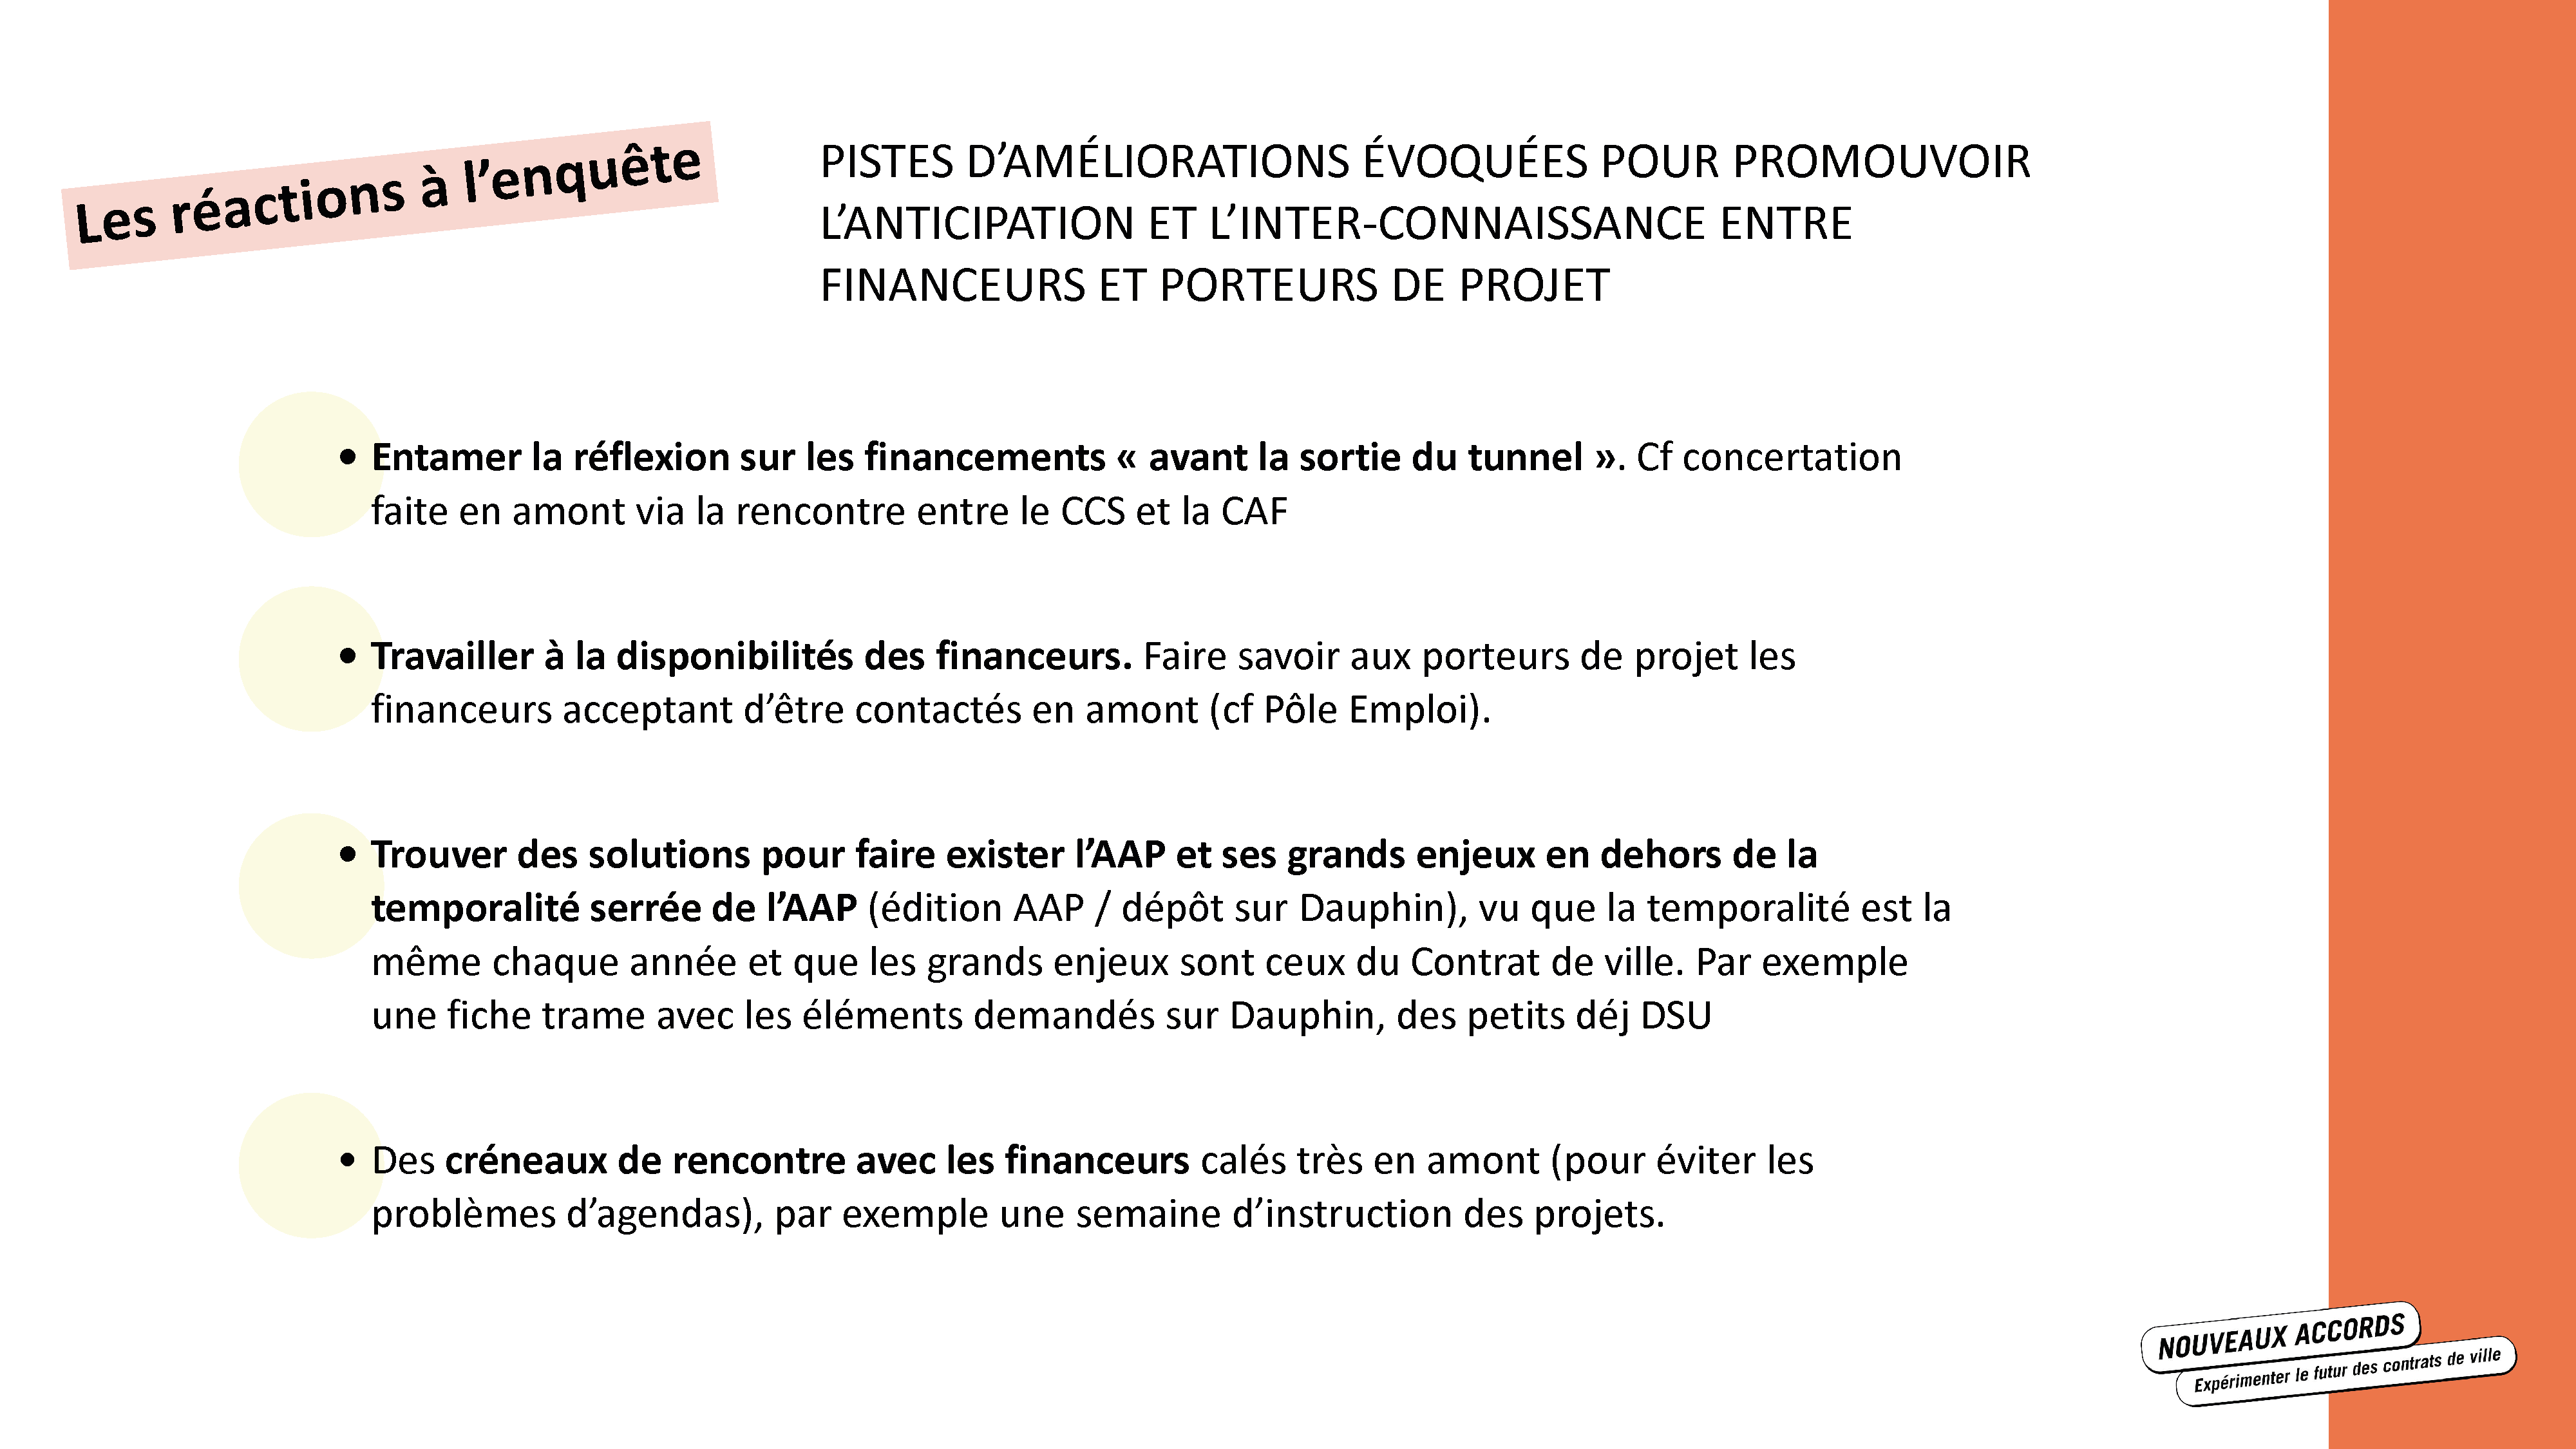 Les réactions à l’enquête
PISTES D’AMÉLIORATIONS ÉVOQUÉES POUR PROMOUVOIR
L’ANTICIPATION ET L’INTER-CONNAISSANCE ENTRE
FINANCEURS ET PORTEURS DE PROJET
• Entamer la réflexion sur les financements « avant la sortie du tunnel ». Cf concertation
faite en amont via la rencontre entre le CCS et la CAF
• Travailler à la disponibilités des financeurs. Faire savoir aux porteurs de projet les
financeurs acceptant d’être contactés en amont (cf Pôle Emploi).
• Trouver des solutions pour faire exister l’AAP et ses grands enjeux en dehors de la
temporalité serrée de l’AAP (édition AAP / dépôt sur Dauphin), vu que la temporalité est la
même chaque année et que les grands enjeux sont ceux du Contrat de ville. Par exemple
une fiche trame avec les éléments demandés sur Dauphin, des petits déj DSU
• Des créneaux de rencontre avec les financeurs calés très en amont (pour éviter les
problèmes d’agendas), par exemple une semaine d’instruction des projets.
NOUVEAUX ACCORDS
Expérimenter le futur des contrats de ville